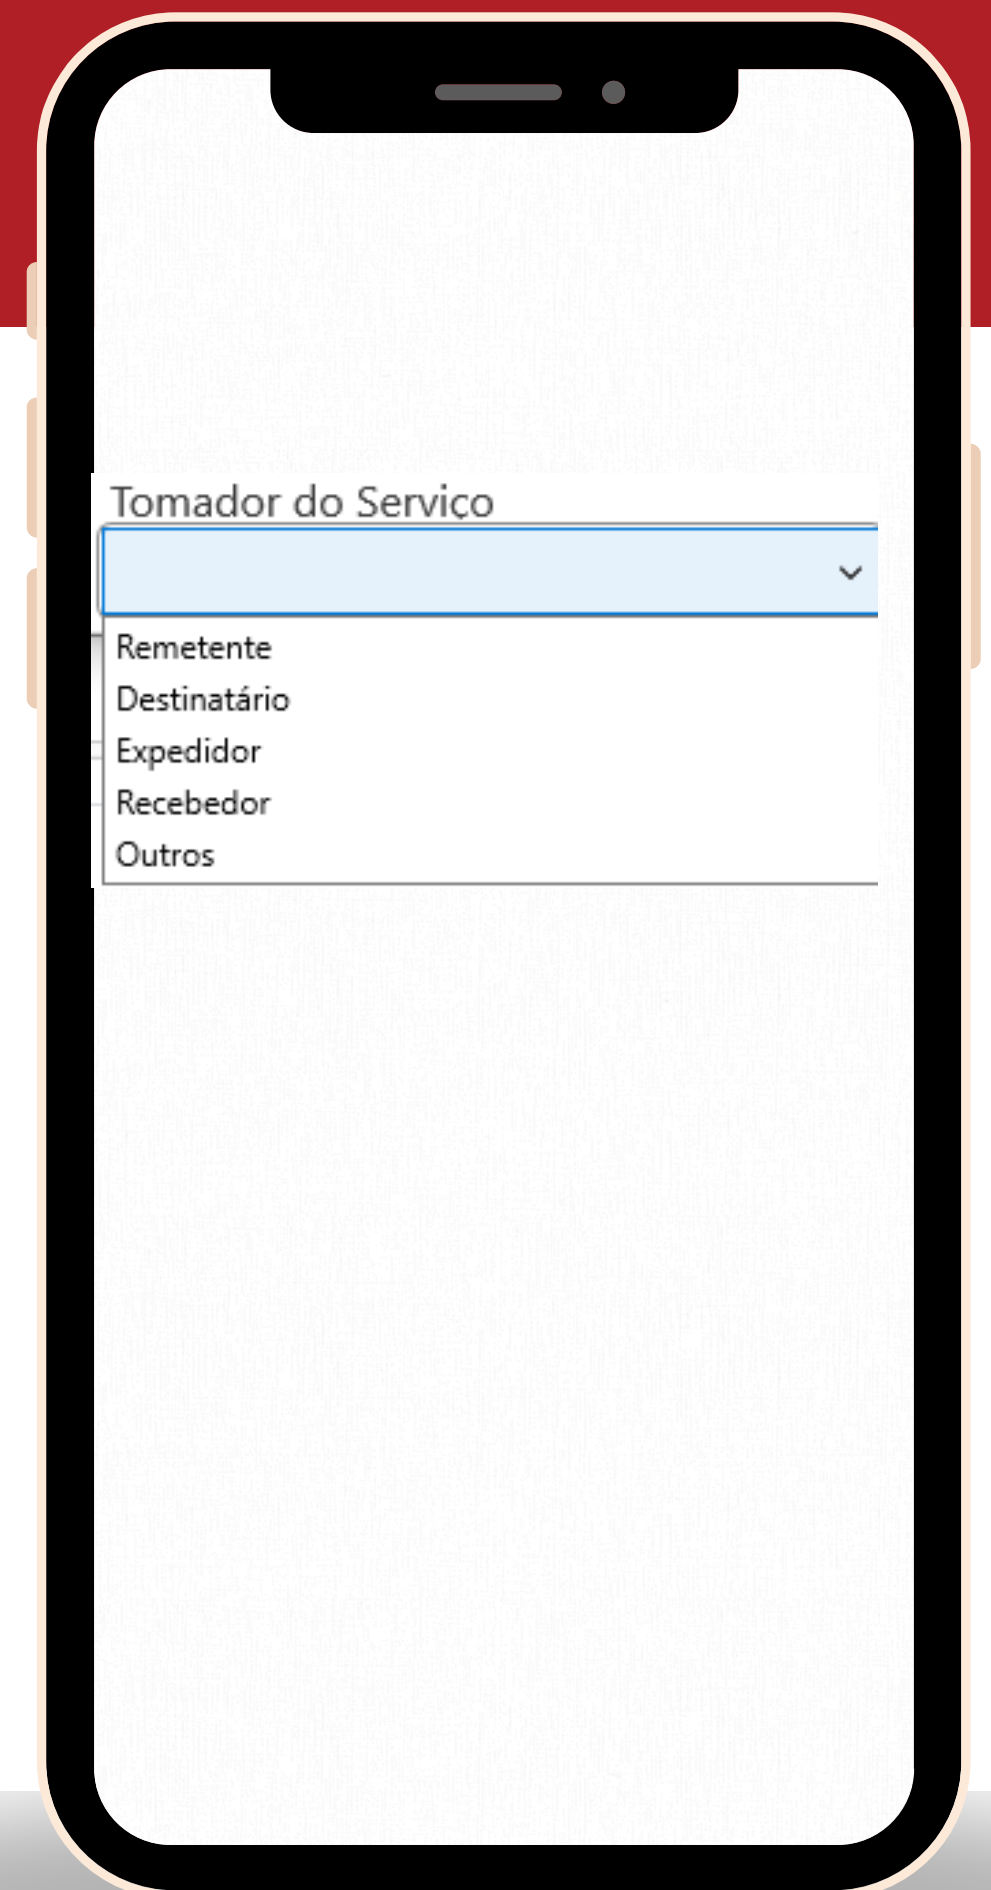 Tomador do Serviço
Remetente
Destinatário
Expedidor
Recebedor
Outros